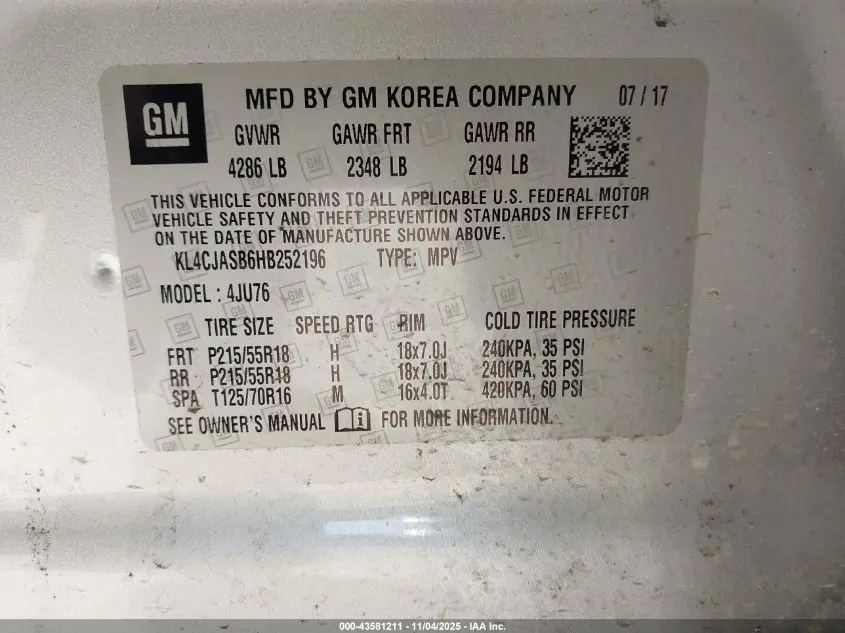 GM MFD BY GM KOREA COMPANY 07 / 17
GVWR GAWR FRT GAWR RR
4286 LB 2348 LB 2194 LB
THIS VEHICLE CONFORMS TO ALL APPLICABLE U.S. FEDERAL MOTOR
VEHICLE SAFETY AND THEFT PREVENTION STANDARDS IN EFFECT
ON THE DATE OF MANUFACTURE SHOWN ABOVE.
KL4CJASB6HB252196 TYPE: MPV
MODEL : 4JU76
TIRE SIZE SPEED RTG RIM COLD TIRE PRESSURE
FRT P215/55R18 H 18x7.0J 240KPA, 35 PSI
RR P215/55R18 H 18x7.0J 240KPA, 35 PSI
SPA T125/70R16 M 16x4.0T 420KPA, 60 PSI
SEE OWNER'S MANUAL i FOR MORE INFORMATION.
000-43581211 - 11/04/2025 - IAA Inc.